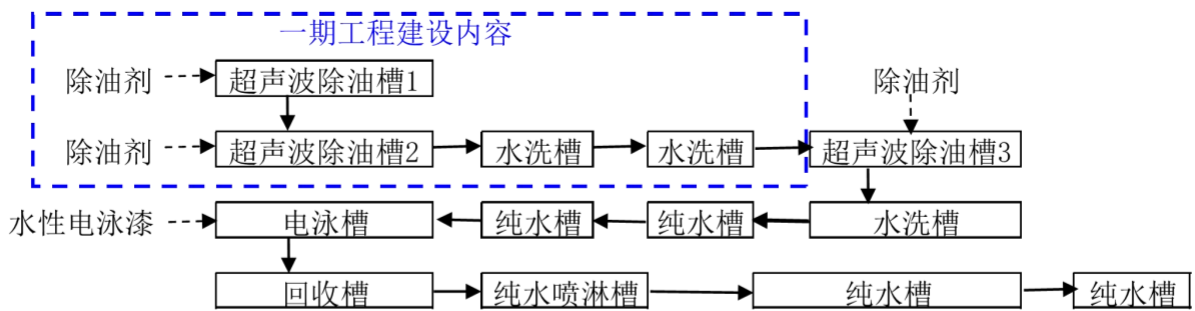 一期工程建设内容
除油剂 超声波除油槽1 除油剂
除油剂 超声波除油槽2 水洗槽 水洗槽 超声波除油槽3
水性电泳漆 电泳槽 纯水槽 纯水槽 水洗槽
回收槽 纯水喷淋槽 纯水槽 纯水槽